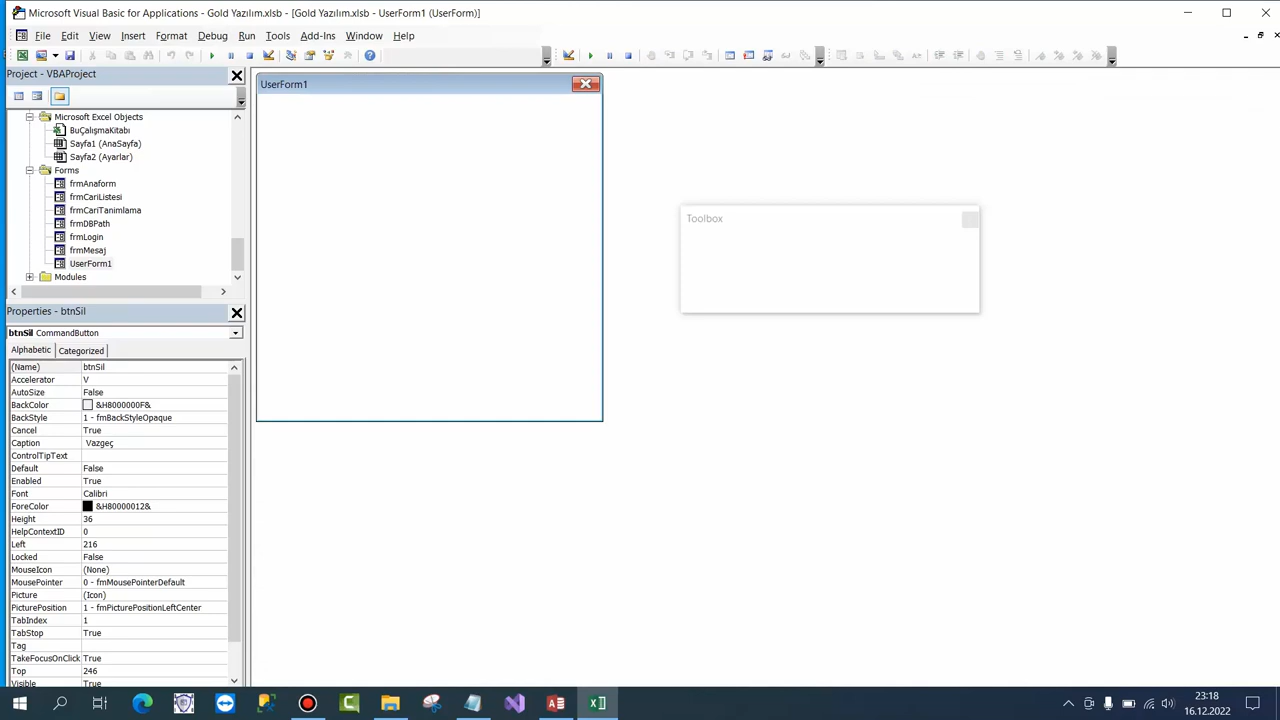 Microsoft Visual Basic for Applications - Gold Yazılım.xlsb - [Gold Yazılım.xlsb - UserForm1 (UserForm)]
File Edit View Insert Format Debug Run Tools Add-Ins Window Help
Project - VBAProject
Microsoft Excel Objects
BuÇalışmaKitabı
Sayfa1 (AnaSayfa)
Sayfa2 (Ayarlar)
Forms
frmAnaform
frmCariListesi
frmCariTanimlama
frmDBPath
frmLogin
frmMesaj
UserForm1
Modules
Properties - btnSil
btnSil CommandButton
Alphabetic Categorized
(Name) btnSil
Accelerator V
AutoSize False
BackColor &H8000000F&
BackStyle 1 - fmBackStyleOpaque
Cancel True
Caption Vazgeç
ControlTipText
Default False
Enabled True
Font Calibri
ForeColor &H80000012&
Height 36
HelpContextID 0
Left 216
Locked False
MouseIcon (None)
MousePointer 0 - fmMousePointerDefault
Picture (Icon)
PicturePosition 1 - fmPicturePositionLeftCenter
TabIndex 1
TabStop True
Tag
TakeFocusOnClick True
Top 246
Visible True
UserForm1
Toolbox
23:18
16.12.2022